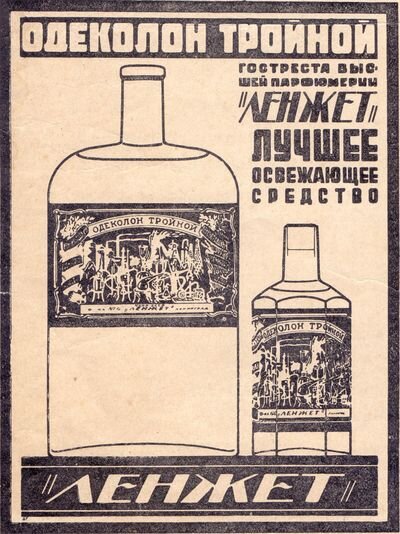 ОДЕКОЛОН ТРОЙНОЙ
ГОСТРЕСТА ВЫС-
ШЕЙ ПАРФЮМЕРИИ
"ЛЕНЖЕТ"
ЛУЧШЕЕ
ОСВЕЖАЮЩЕЕ
СРЕДСТВО
ОДЕКОЛОН ТРОЙНОЙ
"ЛЕНЖЕТ"
ОДЕКОЛОН ТРОЙНОЙ
"ЛЕНЖЕТ"
"ЛЕНЖЕТ"